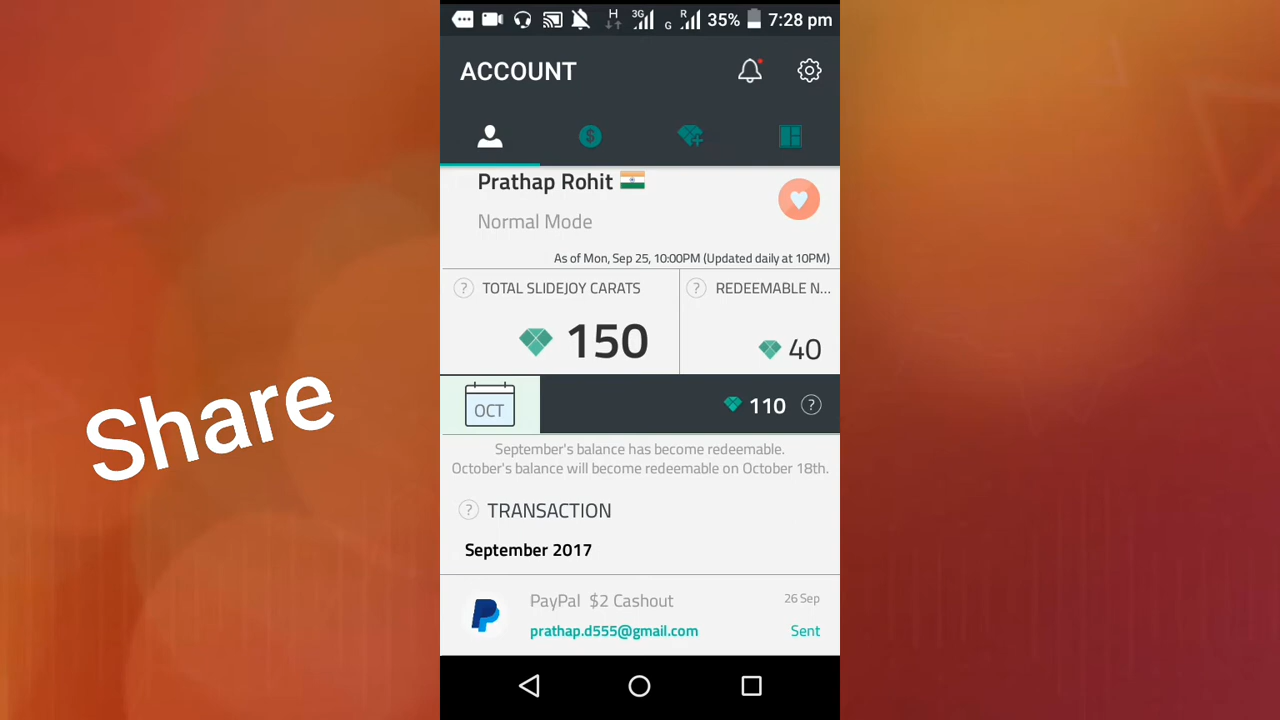 H 3G G R 35% 7:28 pm
ACCOUNT
Prathap Rohit
Normal Mode
As of Mon, Sep 25, 10:00PM (Updated daily at 10PM)
? TOTAL SLIDEJOY CARATS ? REDEEMABLE N...
150 40
OCT 110 ?
September's balance has become redeemable.
October's balance will become redeemable on October 18th.
? TRANSACTION
September 2017
PayPal $2 Cashout 26 Sep
prathap.d555@gmail.com Sent
Share